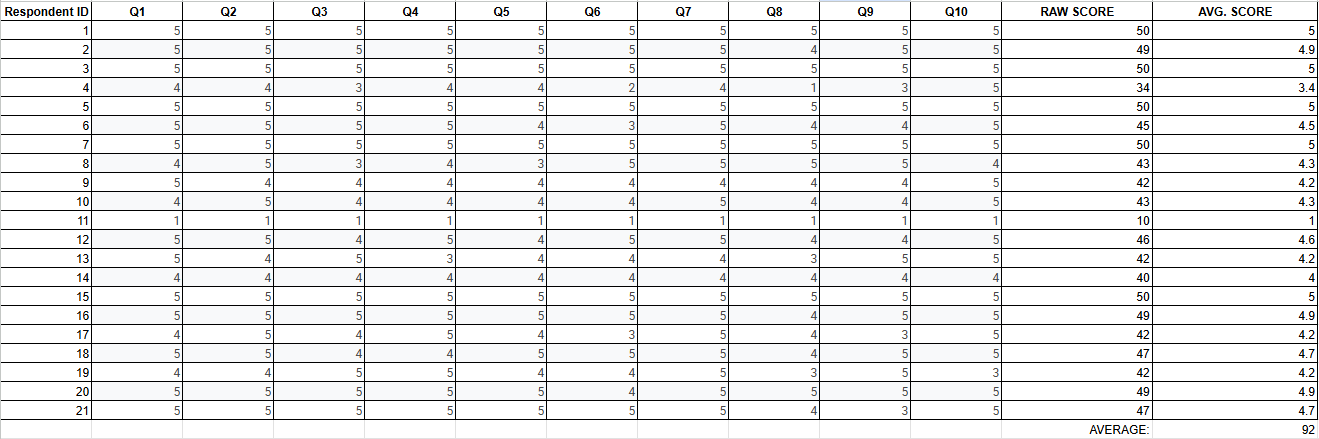 Respondent ID Q1 Q2 Q3 Q4 Q5 Q6 Q7 Q8 Q9 Q10 RAW SCORE AVG. SCORE
1 5 5 5 5 5 5 5 5 5 5 50 5
2 5 5 5 5 5 5 5 4 5 5 49 4.9
3 5 5 5 5 5 5 5 5 5 5 50 5
4 4 4 3 4 4 2 4 1 3 5 34 3.4
5 5 5 5 5 5 5 5 5 5 5 50 5
6 5 5 5 5 4 3 5 4 4 5 45 4.5
7 5 5 5 5 5 5 5 5 5 5 50 5
8 4 5 3 4 3 5 5 5 5 4 43 4.3
9 5 4 4 4 4 4 4 4 4 5 42 4.2
10 4 5 4 4 4 4 5 4 4 5 43 4.3
11 1 1 1 1 1 1 1 1 1 1 10 1
12 5 5 4 5 4 5 5 4 4 5 46 4.6
13 5 4 5 3 4 4 4 3 5 5 42 4.2
14 4 4 4 4 4 4 4 4 4 4 40 4
15 5 5 5 5 5 5 5 5 5 5 50 5
16 5 5 5 5 5 5 5 4 5 5 49 4.9
17 4 5 4 5 4 3 5 4 3 5 42 4.2
18 5 5 4 4 5 5 5 4 5 5 47 4.7
19 4 4 5 5 4 4 5 3 5 3 42 4.2
20 5 5 5 5 5 4 5 5 5 5 49 4.9
21 5 5 5 5 5 5 5 4 3 5 47 4.7
AVERAGE: 92